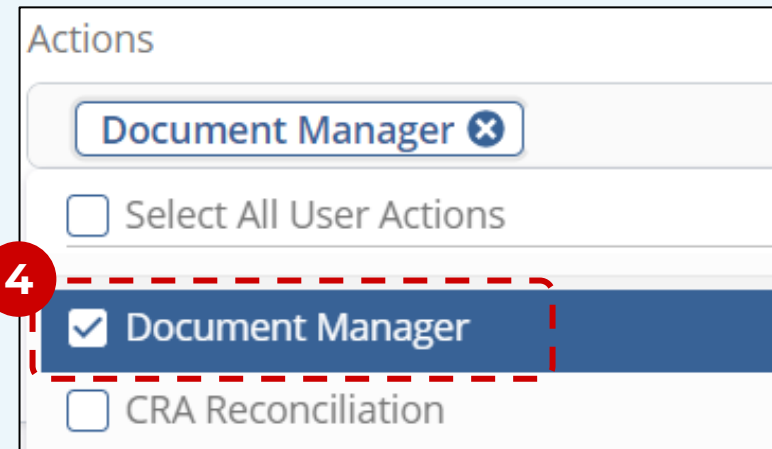 Actions
Document Manager
Select All User Actions
4
Document Manager
CRA Reconciliation